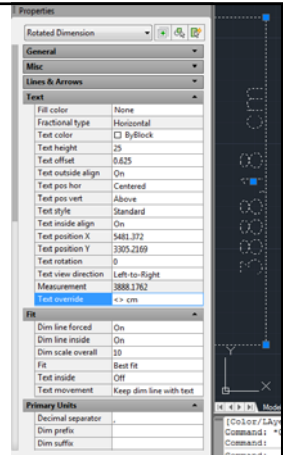 Properties
Rotated Dimension
General
Misc
Lines & Arrows
Text
Fill color None
Fractional type Horizontal
Text color ByBlock
Text height 25
Text offset 0.625
Text outside align On
Text pos hor Centered
Text pos vert Above
Text style Standard
Text inside align On
Text position X 5481.372
Text position Y 3305.2169
Text rotation 0
Text view direction Left-to-Right
Measurement 3888.1762
Text override <> cm
Fit
Dim line forced On
Dim line inside On
Dim scale overall 10
Fit Best fit
Text inside Off
Text movement Keep dim line with text
Primary Units
Decimal separator ,
Dim prefix
Dim suffix
3888,18 cm
Y
X
Model
Command:
Command: